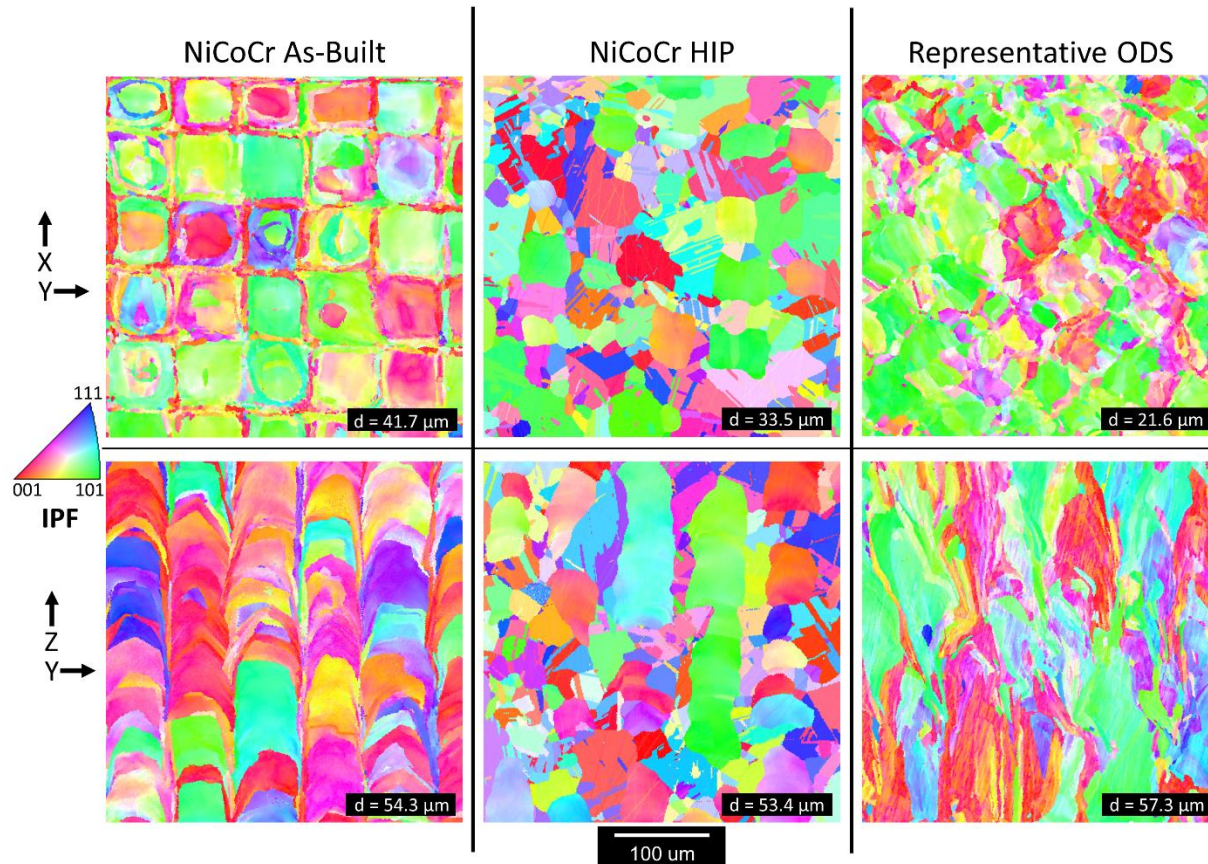 NiCoCr As-Built
NiCoCr HIP
Representative ODS
X
Y
d = 41.7 µm
d = 33.5 µm
d = 21.6 µm
111
001
101
IPF
Z
Y
d = 54.3 µm
d = 53.4 µm
d = 57.3 µm
100 um